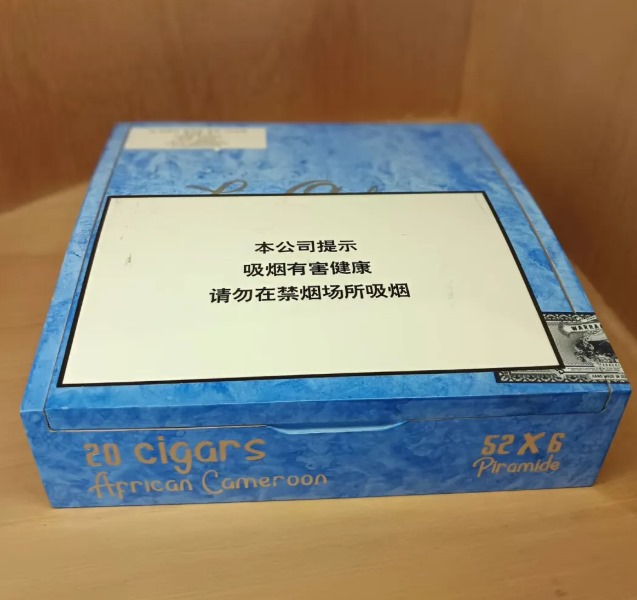 本公司提示
吸烟有害健康
请勿在禁烟场所吸烟
WARRA
20 cigars
52 X 6
African Cameroon
Piramide